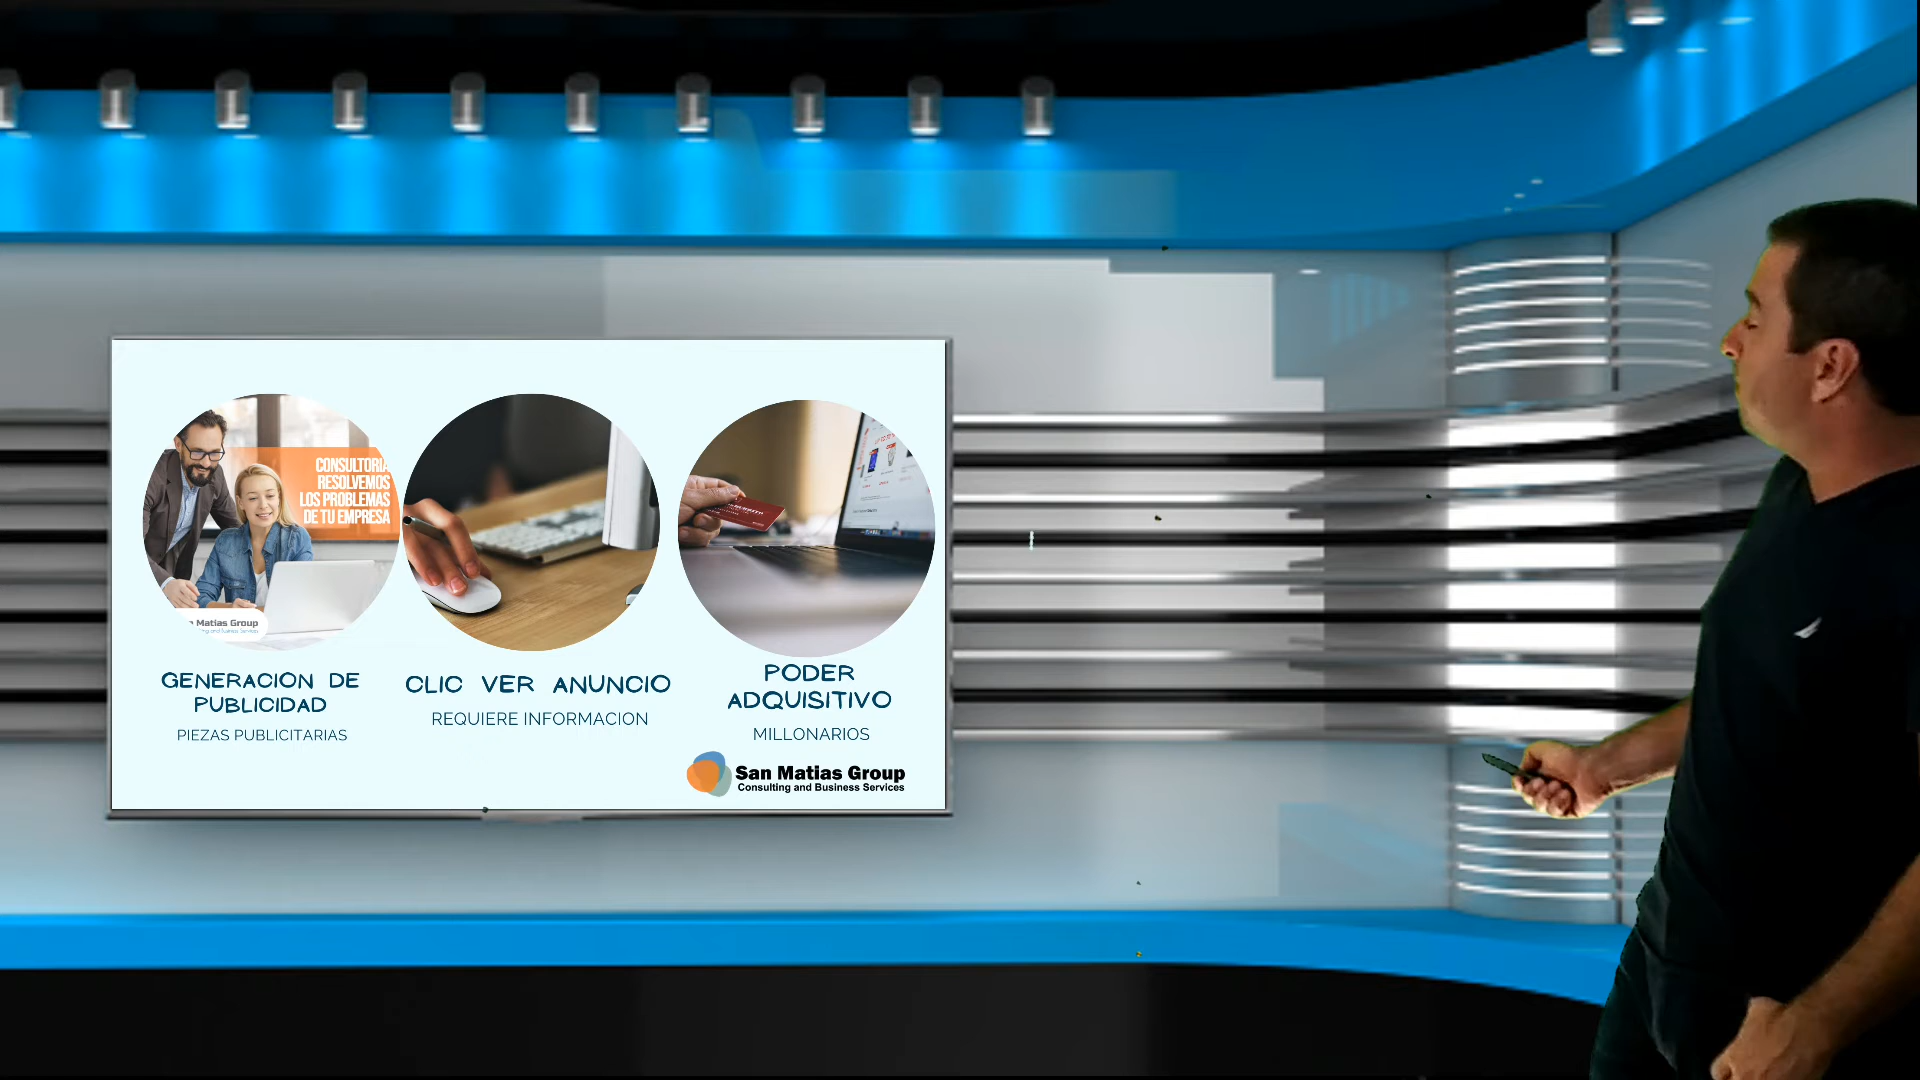 CONSULTORIA
RESOLVEMOS
LOS PROBLEMAS
DE TU EMPRESA
Matias Group
GENERACION DE
PUBLICIDAD
PIEZAS PUBLICITARIAS
CLIC VER ANUNCIO
REQUIERE INFORMACION
PODER
ADQUISITIVO
MILLONARIOS
San Matias Group
Consulting and Business Services